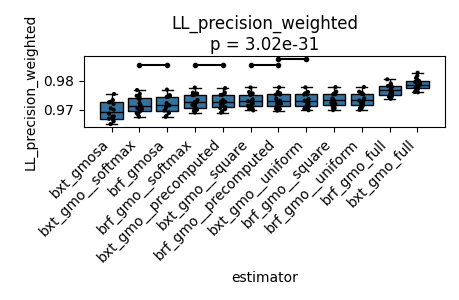 LL_precision_weighted
p = 3.02e-31
LL_precision_weighted
0.98
0.97
bxt_gmosa
bxt_gmo__softmax
brf_gmosa
brf_gmo__softmax
bxt_gmo__precomputed
bxt_gmo__square
brf_gmo__precomputed
bxt_gmo__uniform
brf_gmo__square
brf_gmo__uniform
brf_gmo_full
bxt_gmo_full
estimator